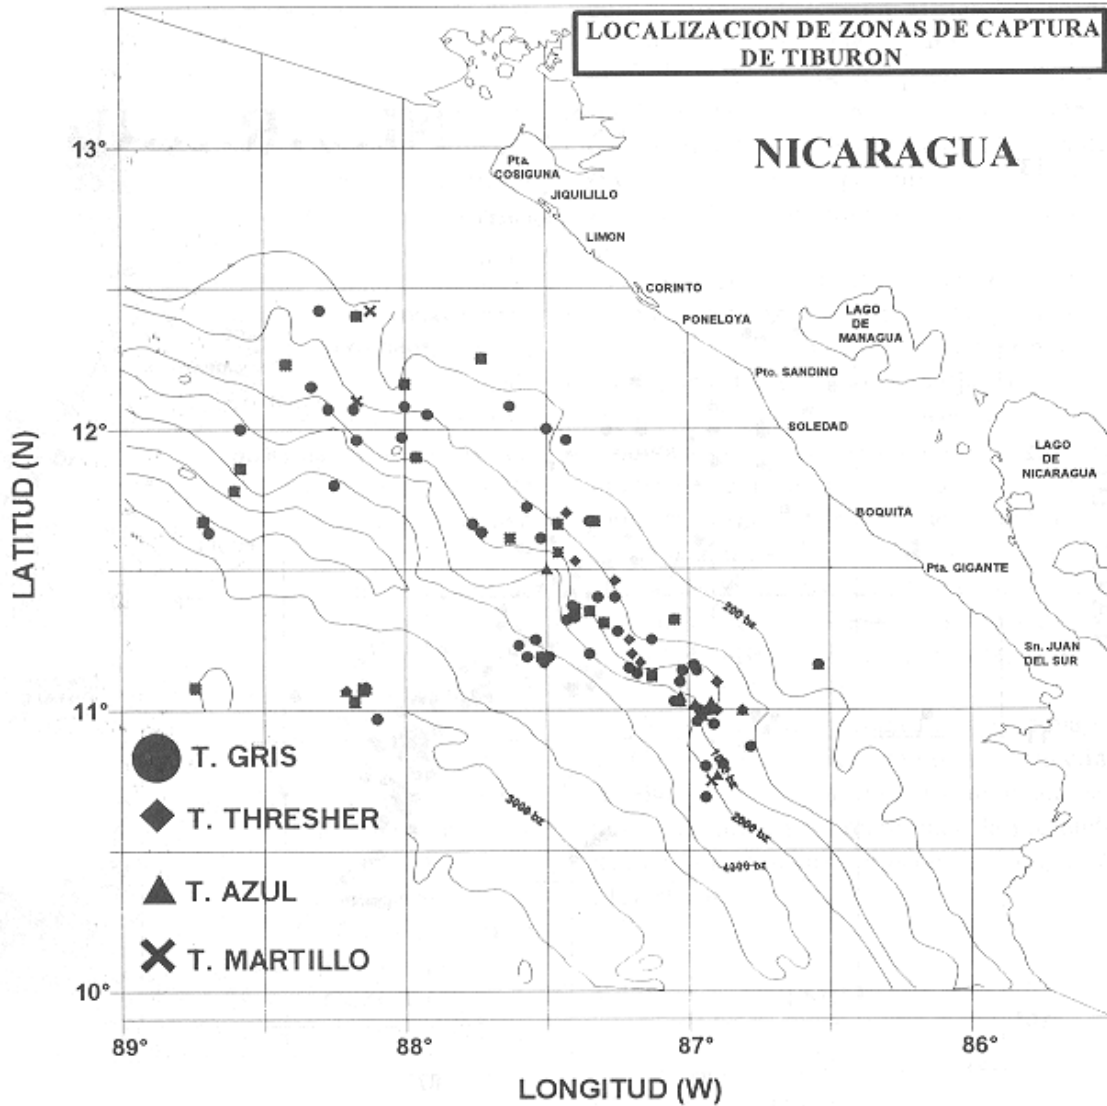 LOCALIZACION DE ZONAS DE CAPTURA
DE TIBURON
NICARAGUA
13°
Pta.
COSIGUNA
JIQUILILLO
LIMON
CORINTO
PONELOYA
LAGO
DE
MANAGUA
Pto. SANDINO
12°
SOLEDAD
LAGO
DE
NICARAGUA
BOQUITA
Pta. GIGANTE
200 bz
Sn. JUAN
DEL SUR
11°
T. GRIS
T. THRESHER
T. AZUL
T. MARTILLO
3000 bz
2000 bz
4000 bz
10°
89°
88°
87°
86°
LATITUD (N)
LONGITUD (W)